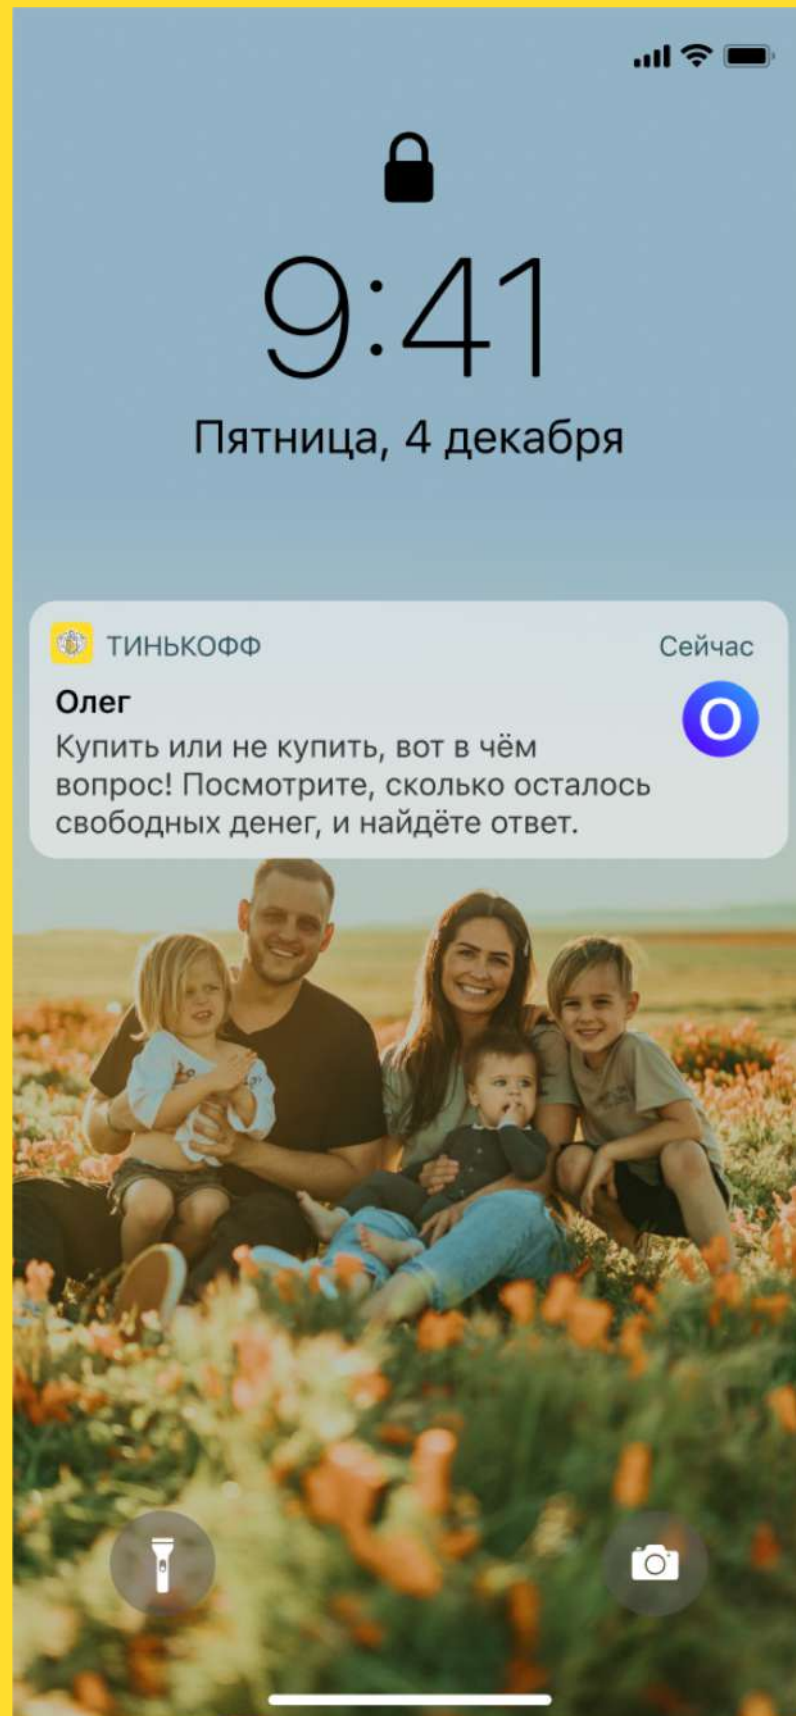 9:41
Пятница, 4 декабря
ТИНЬКОФФ
Сейчас
Олег
О
Купить или не купить, вот в чём
вопрос! Посмотрите, сколько осталось
свободных денег, и найдёте ответ.